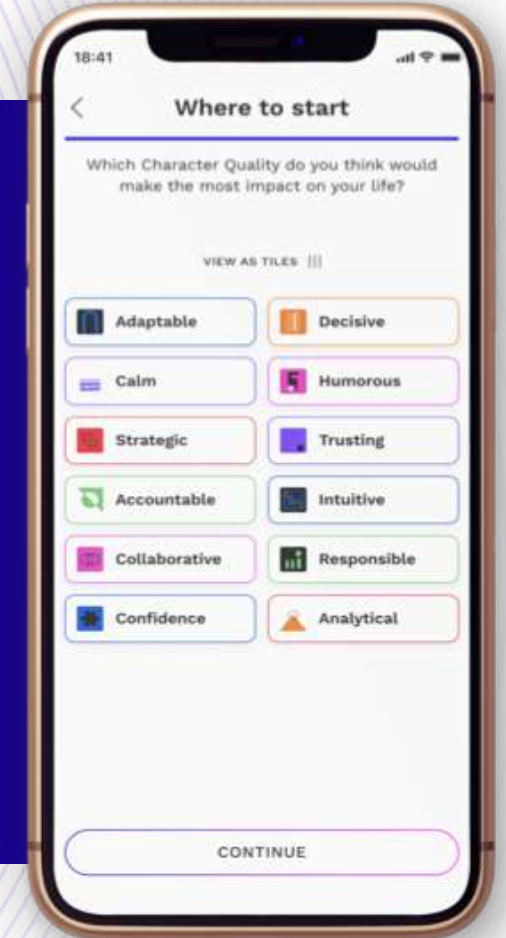 18:41
Where to start
Which Character Quality do you think would
make the most impact on your life?
VIEW AS TILES
Adaptable
Decisive
Calm
Humorous
Strategic
Trusting
Accountable
Intuitive
Collaborative
Responsible
Confidence
Analytical
CONTINUE